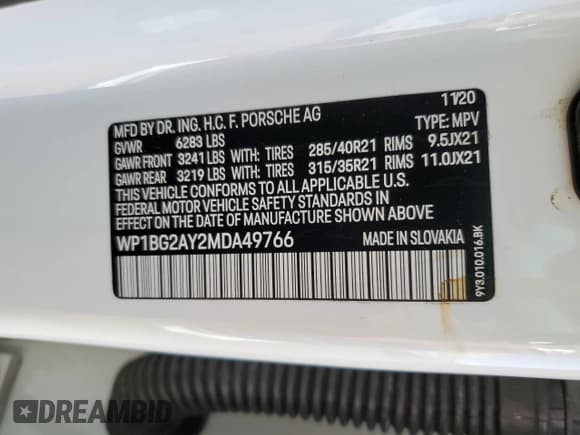 MFD BY DR. ING. H.C. F. PORSCHE AG 11/20
GVWR 6283 LBS TYPE: MPV
GAWR FRONT 3241 LBS WITH: TIRES 285/40R21 RIMS 9.5JX21
GAWR REAR 3219 LBS WITH: TIRES 315/35R21 RIMS 11.0JX21
THIS VEHICLE CONFORMS TO ALL APPLICABLE U.S.
FEDERAL MOTOR VEHICLE SAFETY STANDARDS IN
EFFECT ON THE DATE OF MANUFACTURE SHOWN ABOVE
WP1BG2AY2MDA49766 MADE IN SLOVAKIA
9Y3.010.016.BK
DREAMBID